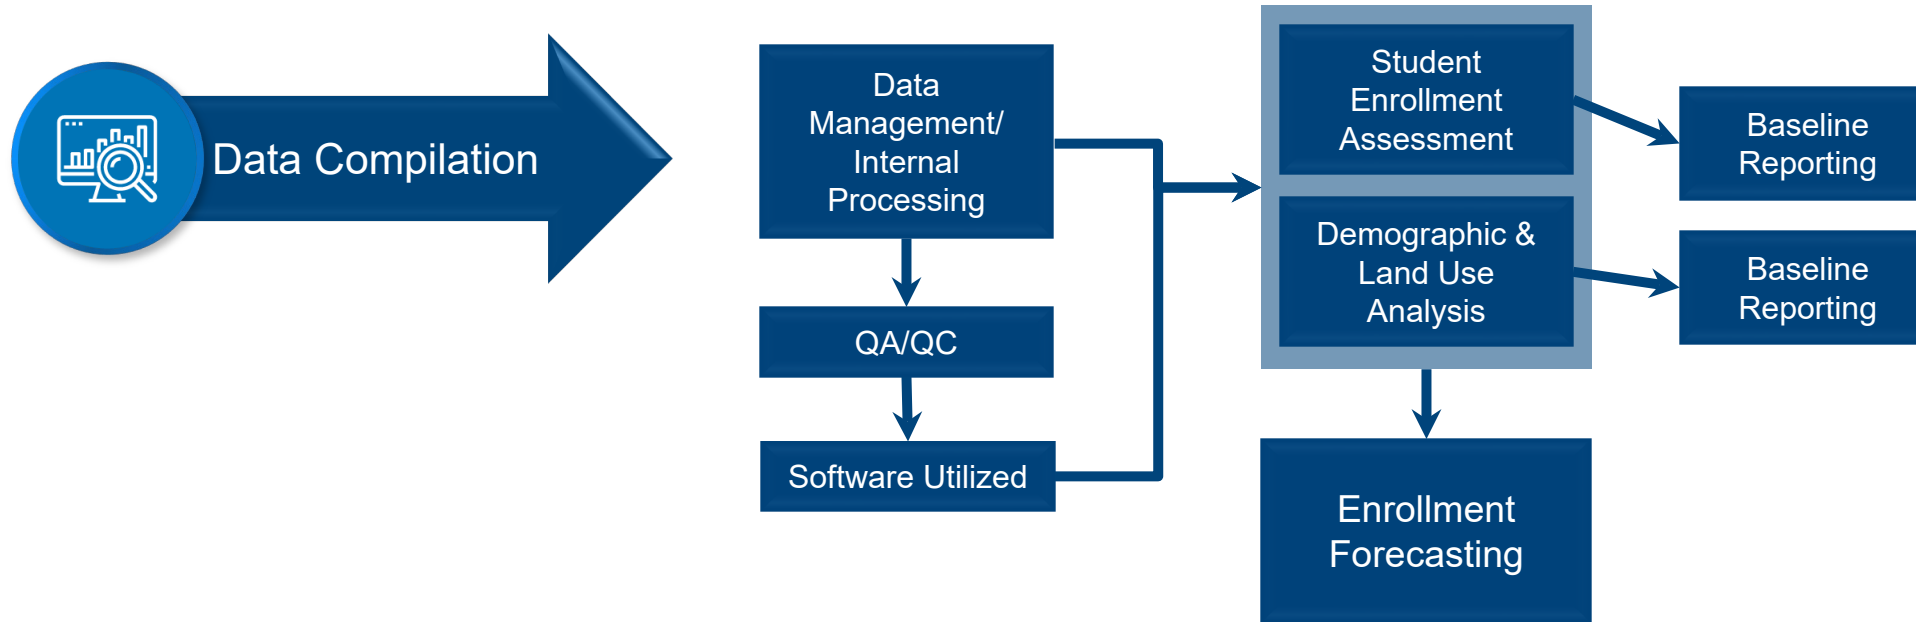 Data Compilation
Data
Management/
Internal
Processing
QA/QC
Software Utilized
Student
Enrollment
Assessment
Demographic &
Land Use
Analysis
Baseline
Reporting
Baseline
Reporting
Enrollment
Forecasting